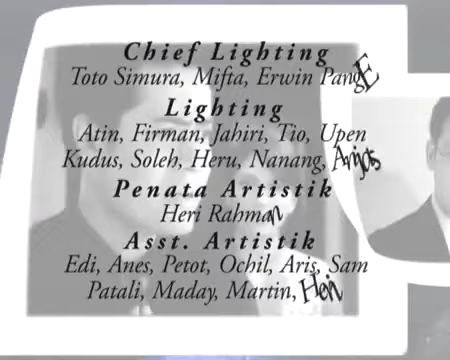 Chief Lighting
Toto Simura, Mifta, Erwin PangE
Lighting
Atin, Firman, Jahiri, Tio, Upen
Kudus, Soleh, Heru, Nanang,
Penata Artistik
Heri Rahman
Asst. Artistik
Edi, Anes, Petot, Ochil, Aris, Sam
Patali, Maday, Martin,